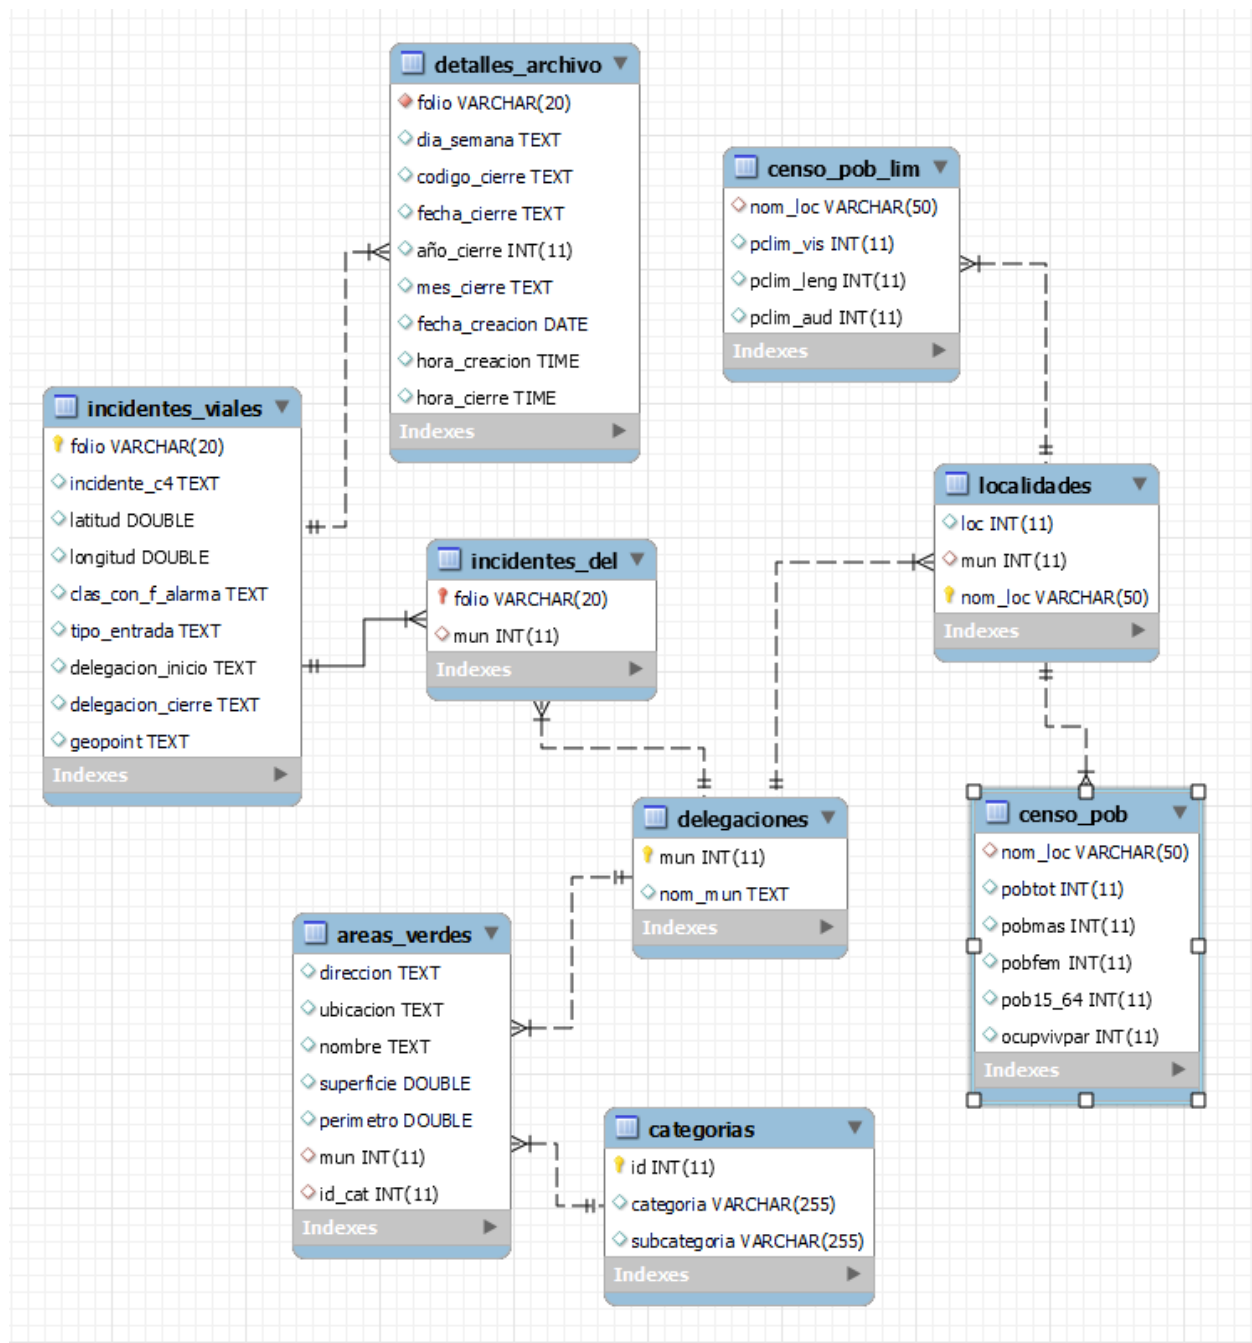 detalles_archivo
folio VARCHAR(20)
dia_semana TEXT
codigo_cierre TEXT
fecha_cierre TEXT
año_cierre INT(11)
mes_cierre TEXT
fecha_creacion DATE
hora_creacion TIME
hora_cierre TIME
Indexes
censo_pob_lim
nom_loc VARCHAR(50)
pclim_vis INT(11)
pclim_leng INT(11)
pclim_aud INT(11)
Indexes
incidentes_viales
folio VARCHAR(20)
incidente_c4 TEXT
latitud DOUBLE
longitud DOUBLE
clas_con_f_alarma TEXT
tipo_entrada TEXT
delegacion_inicio TEXT
delegacion_cierre TEXT
geopoint TEXT
Indexes
localidades
loc INT(11)
mun INT(11)
nom_loc VARCHAR(50)
Indexes
incidentes_del
folio VARCHAR(20)
mun INT(11)
Indexes
delegaciones
mun INT(11)
nom_mun TEXT
Indexes
censo_pob
nom_loc VARCHAR(50)
pobtot INT(11)
pobmas INT(11)
pobfem INT(11)
pob15_64 INT(11)
ocupvivpar INT(11)
Indexes
areas_verdes
direccion TEXT
ubicacion TEXT
nombre TEXT
superficie DOUBLE
perimetro DOUBLE
mun INT(11)
id_cat INT(11)
Indexes
categorias
id INT(11)
categoria VARCHAR(255)
subcategoria VARCHAR(255)
Indexes